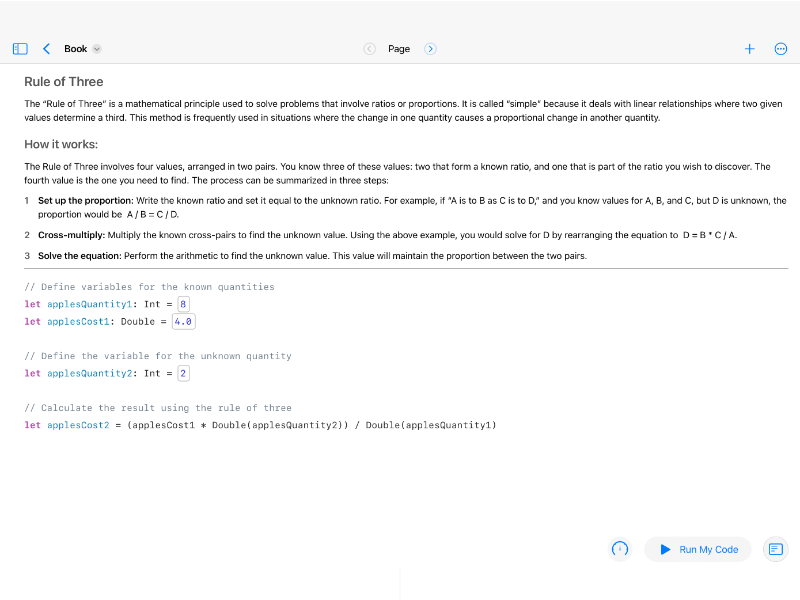 Book
Page
Rule of Three
The “Rule of Three” is a mathematical principle used to solve problems that involve ratios or proportions. It is called “simple” because it deals with linear relationships where two given
values determine a third. This method is frequently used in situations where the change in one quantity causes a proportional change in another quantity.
How it works:
The Rule of Three involves four values, arranged in two pairs. You know three of these values: two that form a known ratio, and one that is part of the ratio you wish to discover. The
fourth value is the one you need to find. The process can be summarized in three steps:
1 Set up the proportion: Write the known ratio and set it equal to the unknown ratio. For example, if “A is to B as C is to D,” and you know values for A, B, and C, but D is unknown, the
proportion would be A / B = C / D.
2 Cross-multiply: Multiply the known cross-pairs to find the unknown value. Using the above example, you would solve for D by rearranging the equation to D = B * C / A.
3 Solve the equation: Perform the arithmetic to find the unknown value. This value will maintain the proportion between the two pairs.
// Define variables for the known quantities
let applesQuantity1: Int = 8
let applesCost1: Double = 4.0
// Define the variable for the unknown quantity
let applesQuantity2: Int = 2
// Calculate the result using the rule of three
let applesCost2 = (applesCost1 * Double(applesQuantity2)) / Double(applesQuantity1)
Run My Code